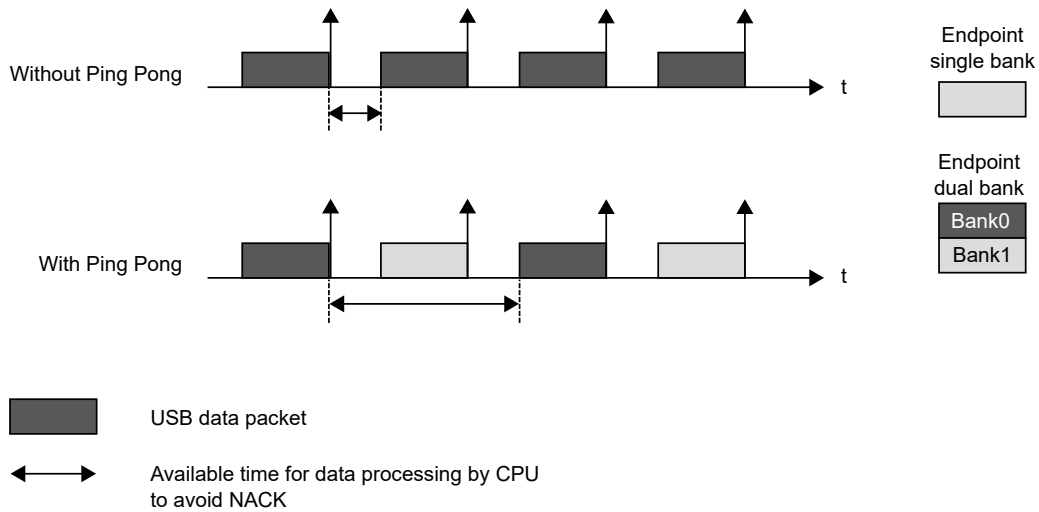 Without Ping Pong
t
Endpoint
single bank
Endpoint
dual bank
Bank0
Bank1
With Ping Pong
t
USB data packet
Available time for data processing by CPU
to avoid NACK